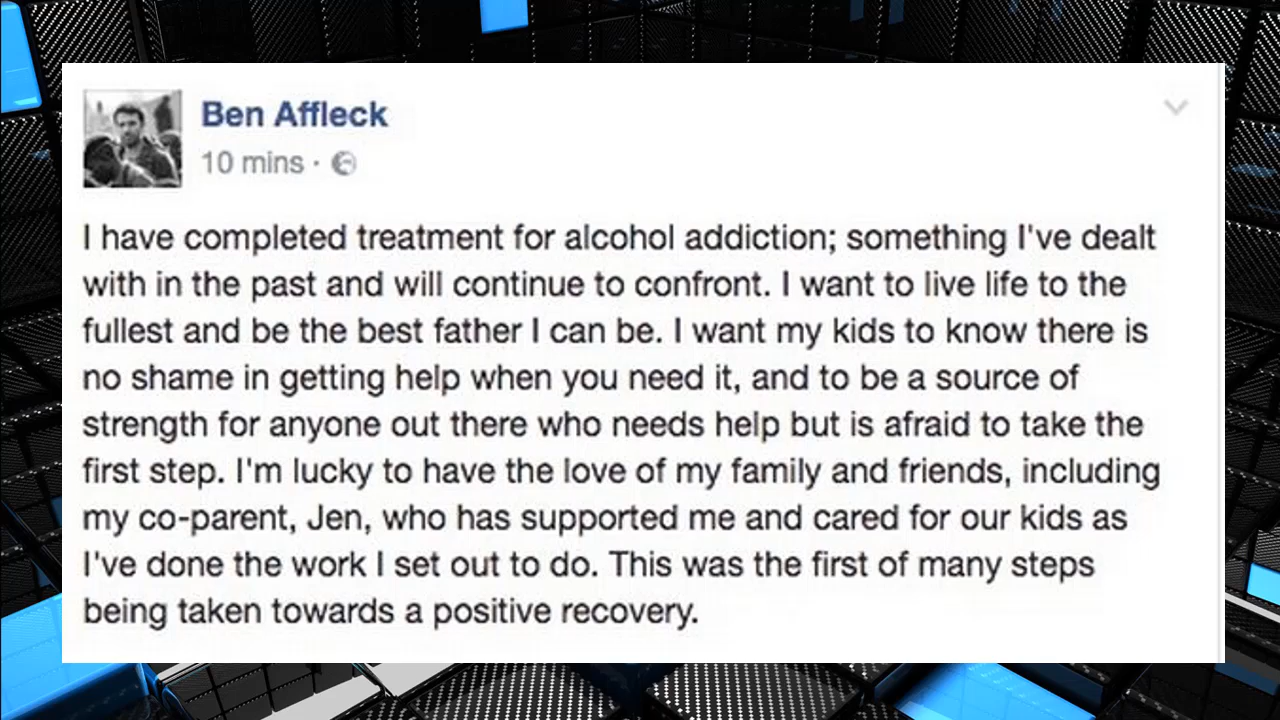 Ben Affleck
10 mins ·
I have completed treatment for alcohol addiction; something I've dealt
with in the past and will continue to confront. I want to live life to the
fullest and be the best father I can be. I want my kids to know there is
no shame in getting help when you need it, and to be a source of
strength for anyone out there who needs help but is afraid to take the
first step. I'm lucky to have the love of my family and friends, including
my co-parent, Jen, who has supported me and cared for our kids as
I've done the work I set out to do. This was the first of many steps
being taken towards a positive recovery.